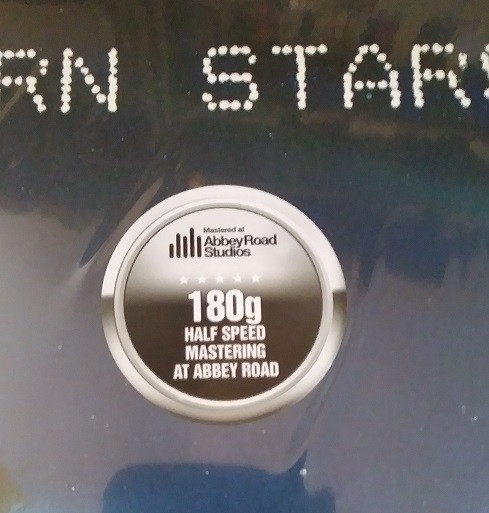 RN STARS
Mastered at
Abbey Road
Studios
180g
HALF SPEED
MASTERING
AT ABBEY ROAD